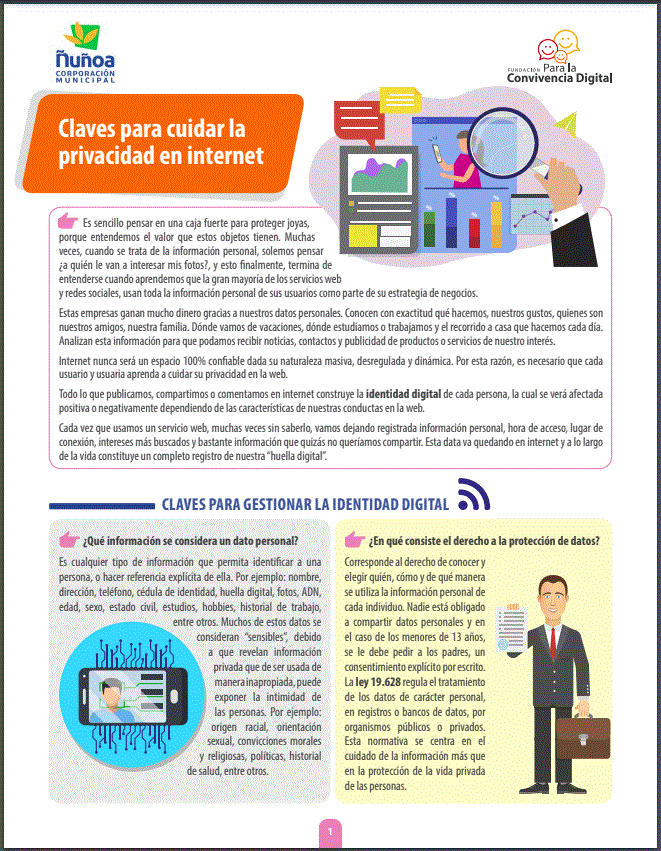 Ñuñoa
CORPORACIÓN
MUNICIPAL
FUNDACIÓN Para la
Convivencia Digital
Claves para cuidar la
privacidad en internet
Es sencillo pensar en una caja fuerte para proteger joyas,
porque entendemos el valor que estos objetos tienen. Muchas
veces, cuando se trata de la información personal, solemos pensar
¿a quién le van a interesar mis fotos?, y esto finalmente, termina de
entenderse cuando aprendemos que la gran mayoría de los servicios web
y redes sociales, usan toda la información personal de sus usuarios como parte de su estrategia de negocios.
Estas empresas ganan mucho dinero gracias a nuestros datos personales. Conocen con exactitud qué hacemos, nuestros gustos, quienes son
nuestros amigos, nuestra familia. Dónde vamos de vacaciones, dónde estudiamos o trabajamos y el recorrido a casa que hacemos cada día.
Analizan esta información para que podamos recibir noticias, contactos y publicidad de productos o servicios de nuestro interés.
Internet nunca será un espacio 100% confiable dada su naturaleza masiva, desregulada y dinámica. Por esta razón, es necesario que cada
usuario y usuaria aprenda a cuidar su privacidad en la web.
Todo lo que publicamos, compartimos o comentamos en internet construye la identidad digital de cada persona, la cual se verá afectada
positiva o negativamente dependiendo de las características de nuestras conductas en la web.
Cada vez que usamos un servicio web, muchas veces sin saberlo, vamos dejando registrada información personal, hora de acceso, lugar de
conexión, intereses más buscados y bastante información que quizás no queríamos compartir. Esta data va quedando en internet y a lo largo
de la vida constituye un completo registro de nuestra "huella digital".
CLAVES PARA GESTIONAR LA IDENTIDAD DIGITAL
¿Qué información se considera un dato personal?
Es cualquier tipo de información que permita identificar a una
persona, o hacer referencia explícita de ella. Por ejemplo: nombre,
dirección, teléfono, cédula de identidad, huella digital, fotos, ADN,
edad, sexo, estado civil, estudios, hobbies, historial de trabajo,
entre otros. Muchos de estos datos se
consideran "sensibles", debido
a que revelan información
privada que de ser usada de
manera inapropiada, puede
exponer la intimidad de
las personas. Por ejemplo:
origen racial, orientación
sexual, convicciones morales
y religiosas, políticas, historial
de salud, entre otros.
¿En qué consiste el derecho a la protección de datos?
Corresponde al derecho de conocer y
elegir quién, cómo y de qué manera
se utiliza la información personal de
cada individuo. Nadie está obligado
a compartir datos personales y en
el caso de los menores de 13 años,
se le debe pedir a los padres, un
consentimiento explícito por escrito.
La ley 19.628 regula el tratamiento
de los datos de carácter personal,
en registros o bancos de datos, por
organismos públicos o privados.
Esta normativa se centra en el
cuidado de la información más que
en la protección de la vida privada
de las personas.
1